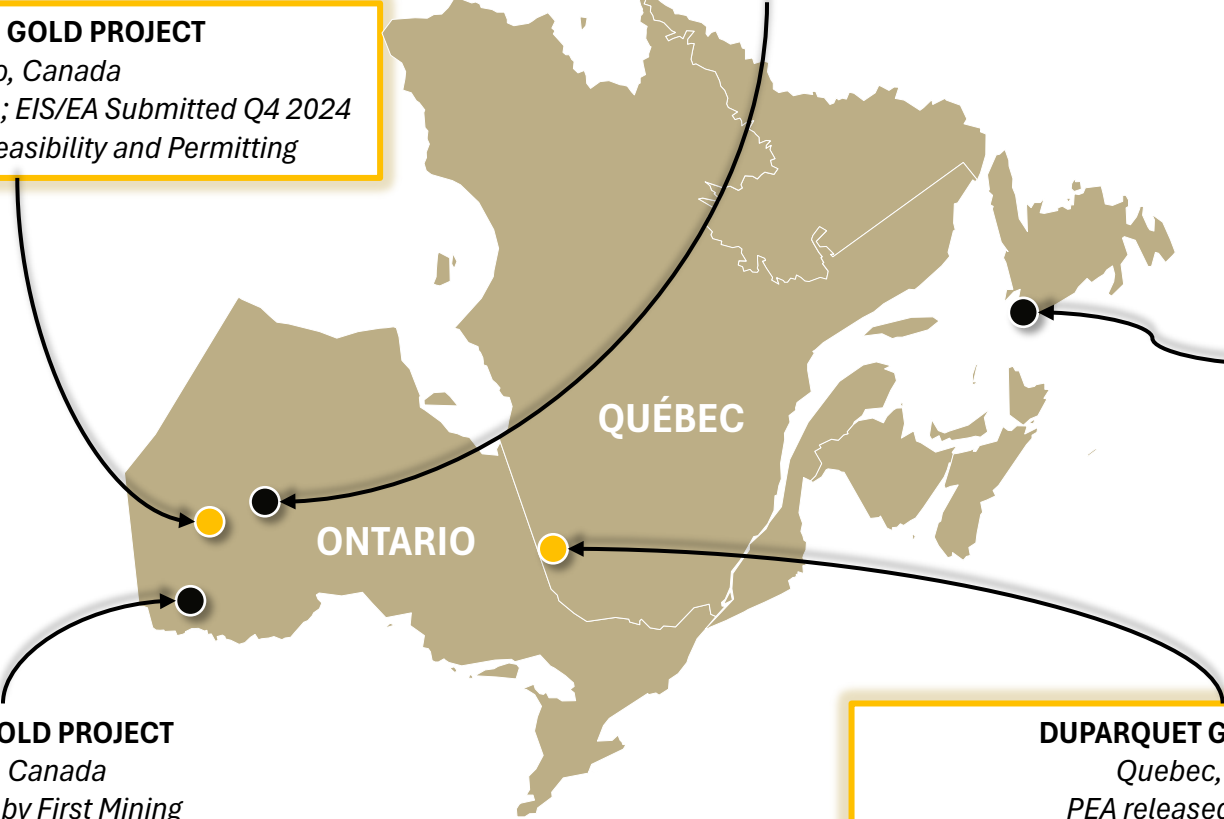 GOLD PROJECT
, Canada
; EIS/EA Submitted Q4 2024
easibility and Permitting
QUÉBEC
ONTARIO
OLD PROJECT
Canada
by First Mining
DUPARQUET G
Quebec,
PEA released